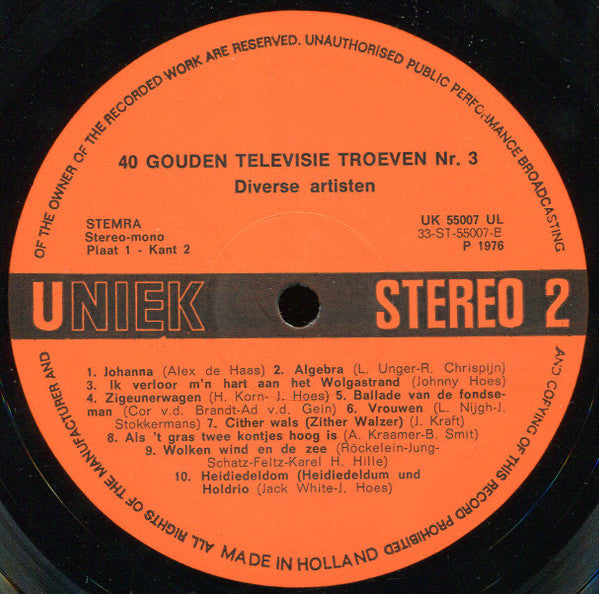 OF THE OWNER OF THE RECORDED WORK ARE RESERVED. UNAUTHORISED PUBLIC PERFORMANCE BROADCASTING
40 GOUDEN TELEVISIE TROEVEN Nr. 3
Diverse artisten
STEMRA
Stereo-mono
Plaat 1 - Kant 2
UK 55007 UL
33-ST-55007-B
P 1976
UNIEK STEREO 2
1. Johanna (Alex de Haas) 2. Algebra (L. Unger-R. Chrispijn)
3. Ik verloor m'n hart aan het Wolgastrand (Johnny Hoes)
4. Zigeunerwagen (H. Korn- J. Hoes) 5. Ballade van de fondse-
man (Cor v.d. Brandt-Ad v.d. Gein) 6. Vrouwen (L. Nijgh-J.
Stokkermans) 7. Cither wals (Zither Walzer) (J. Kraft)
8. Als 't gras twee kontjes hoog is (A. Kraamer-B. Smit)
9. Wolken wind en de zee (Röckelein-Jung-
Schatz-Feltz-Karel H. Hille)
10. Heidiedeldom (Heidiedeldum und
Holdrio (Jack White-J. Hoes)
AND COPYING OF THIS RECORD PROHIBITED
ALL RIGHTS OF THE MANUFACTURER AND
MADE IN HOLLAND